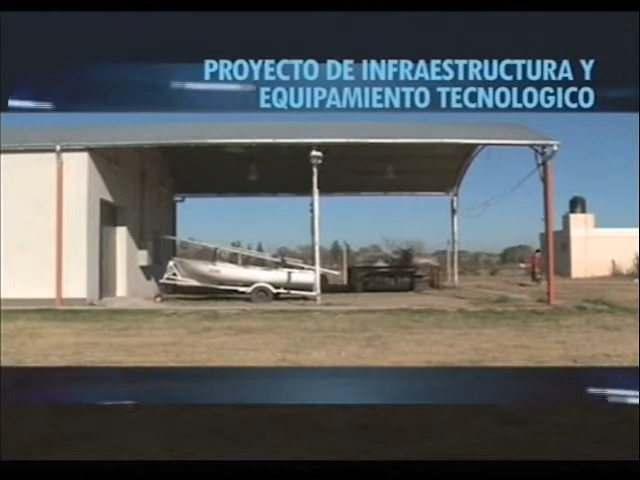 PROYECTO DE INFRAESTRUCTURA Y
EQUIPAMIENTO TECNOLOGICO